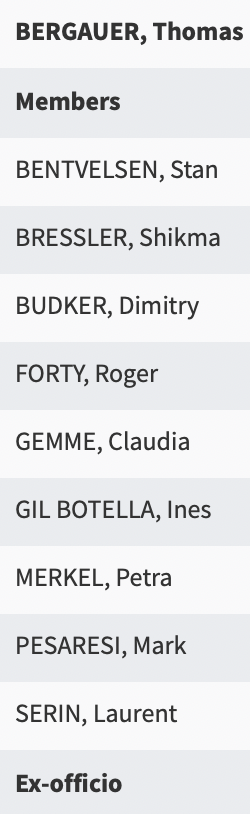 BERGAUER, Thomas
Members
BENTVELSEN, Stan
BRESSLER, Shikma
BUDKER, Dimitry
FORTY, Roger
GEMME, Claudia
GIL BOTELLA, Ines
MERKEL, Petra
PESARESI, Mark
SERIN, Laurent
Ex-officio